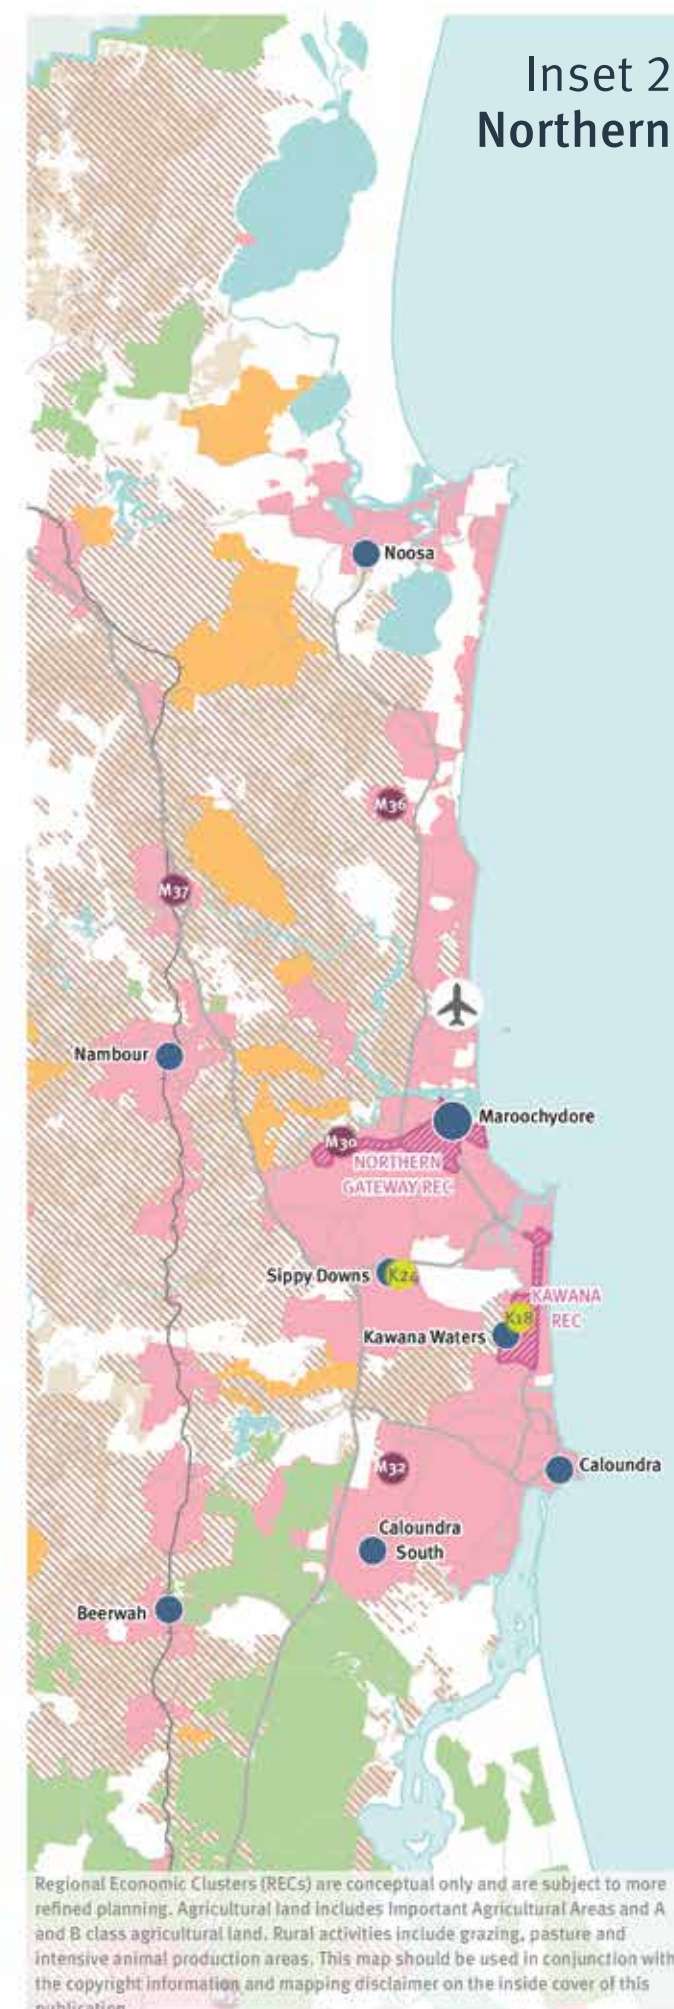 Inset 2
Northern
Noosa
M36
M37
Nambour
Maroochydore
M30
NORTHERN
GATEWAY REC
Sippy Downs
K24
KAWANA
REC
K18
Kawana Waters
M32
Caloundra
Caloundra
South
Beerwah
Regional Economic Clusters (RECs) are conceptual only and are subject to more
refined planning. Agricultural land includes Important Agricultural Areas and A
and B class agricultural land. Rural activities include grazing, pasture and
intensive animal production areas. This map should be used in conjunction with
the copyright information and mapping disclaimer on the inside cover of this
publication.